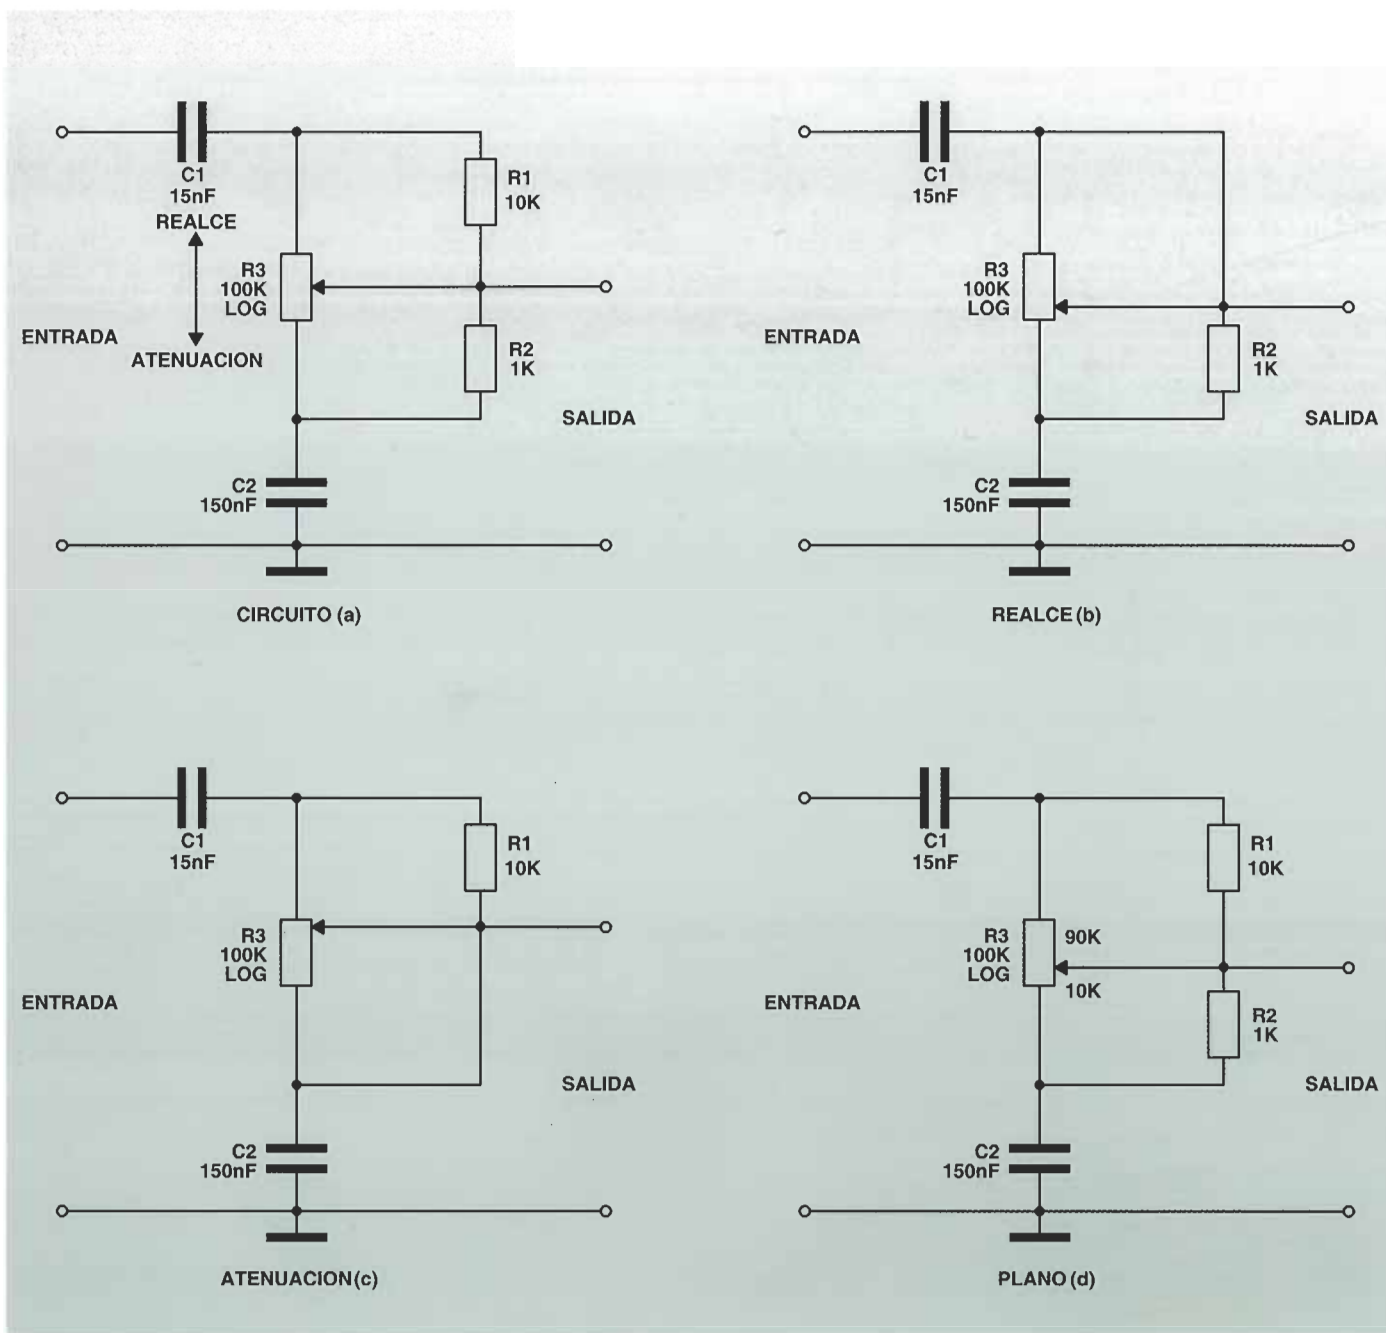 C1
15nF
REALCE
R1
10K
R3
100K
LOG
ENTRADA
ATENUACION
R2
1K
SALIDA
C2
150nF
CIRCUITO (a)
C1
15nF
R3
100K
LOG
ENTRADA
R2
1K
SALIDA
C2
150nF
REALCE (b)
C1
15nF
R1
10K
R3
100K
LOG
ENTRADA
SALIDA
C2
150nF
ATENUACION (c)
C1
15nF
R1
10K
R3
100K
LOG
90K
10K
ENTRADA
R2
1K
SALIDA
C2
150nF
PLANO (d)